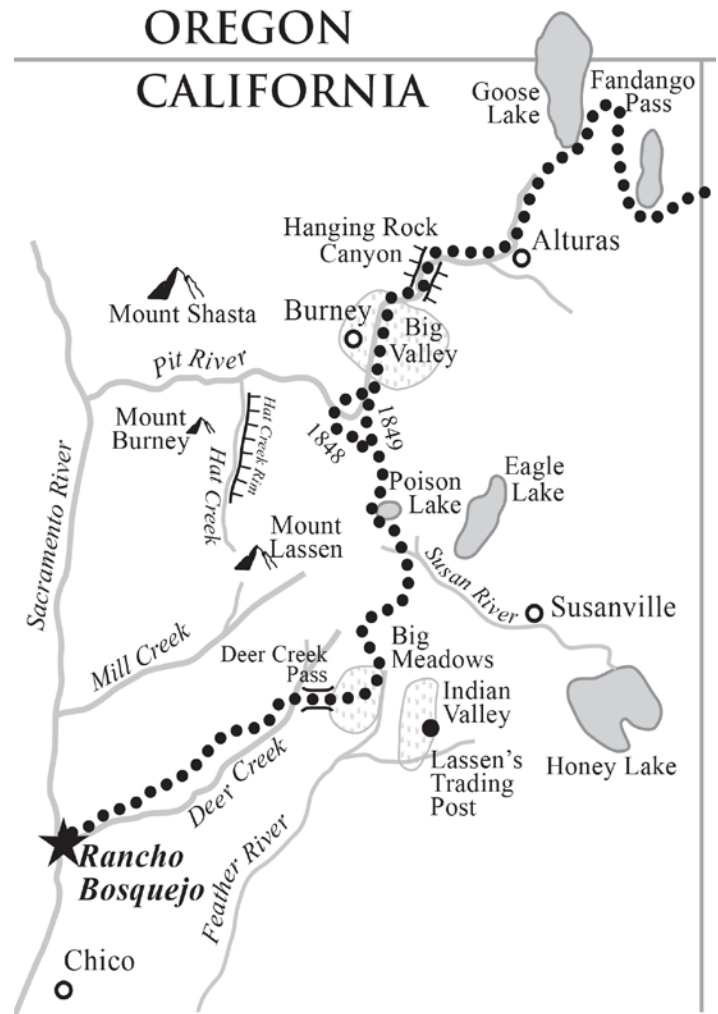 OREGON
CALIFORNIA
Goose
Lake
Fandango
Pass
Hanging Rock
Canyon
Alturas
Mount Shasta
Burney
Big
Valley
Pit River
Mount
Burney
Hat Creek Rim
Hat Creek
1848
1849
Poison
Lake
Eagle
Lake
Sacramento River
Mount
Lassen
Susan River
Susanville
Mill Creek
Deer Creek
Pass
Big
Meadows
Indian
Valley
Honey Lake
Lassen's
Trading
Post
Deer Creek
Feather River
Rancho
Bosquejo
Chico